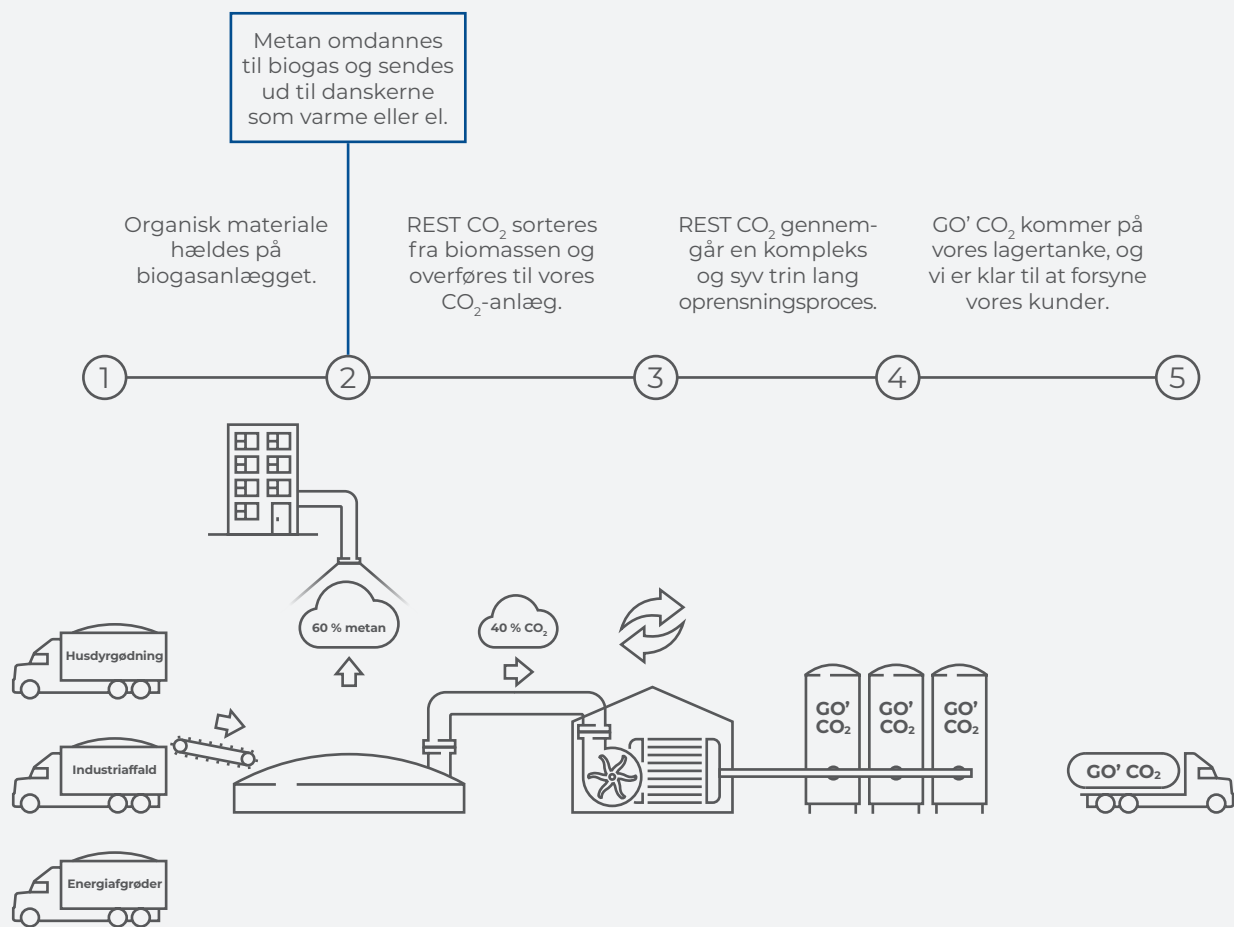 Metan omdannes
til biogas og sendes
ud til danskerne
som varme eller el.
Organisk materiale
hældes på
biogasanlægget.
REST CO₂ sorteres
fra biomassen og
overføres til vores
CO₂-anlæg.
REST CO₂ gennem-
går en kompleks
og syv trin lang
oprensningsproces.
GO' CO₂ kommer på
vores lagertanke, og
vi er klar til at forsyne
vores kunder.
1
2
3
4
5
60 % metan
40 % CO₂
Husdyrgødning
Industriaffald
Energiafgrøder
GO'
CO₂
GO'
CO₂
GO'
CO₂
GO' CO₂